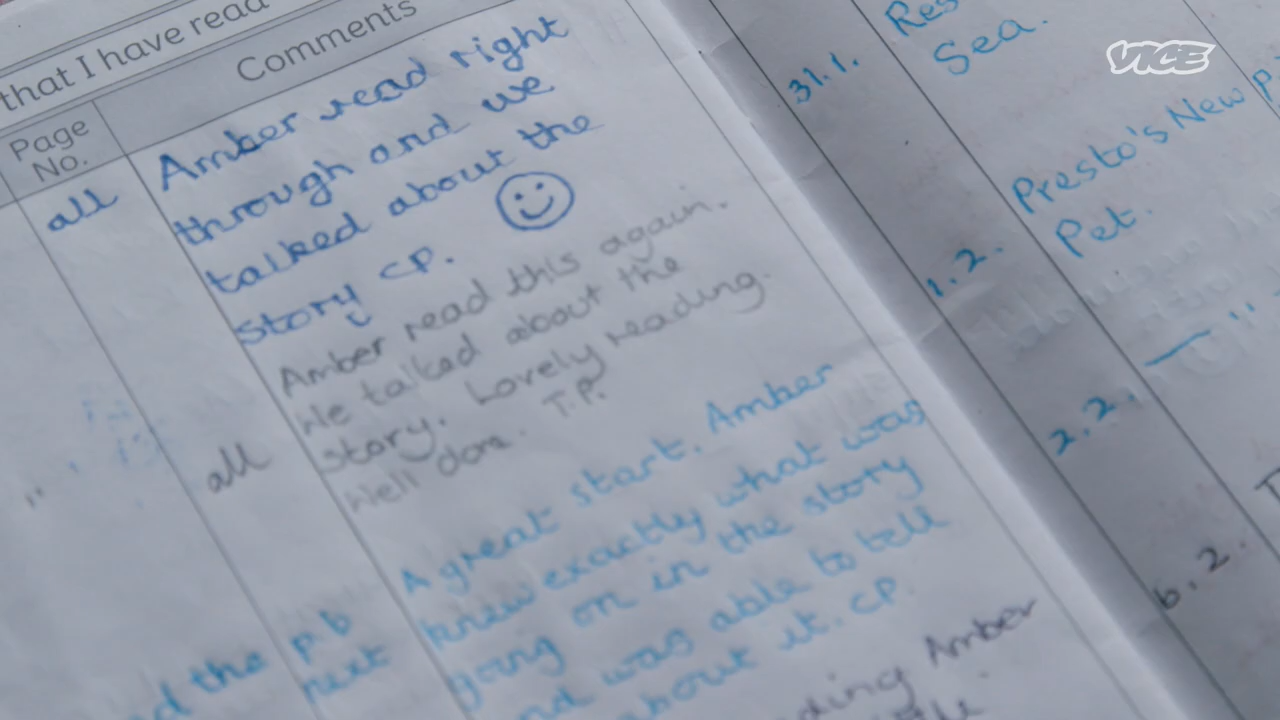 that I have read
Page
No.
Comments
all
Amber read right
through and we
talked about the
story CP.
"
all
Amber read this again.
We talked about the
story. Lovely reading.
Well done. T.P.
d the
p.b
next
A great start. Amber
knew exactly what was
going on in the story
nd was able to tell
about it. CP.
ding Amber
31.1.
Sea.
1.2.
Presto's New
Pet.
2.2.
— " —
6.2.
VICE